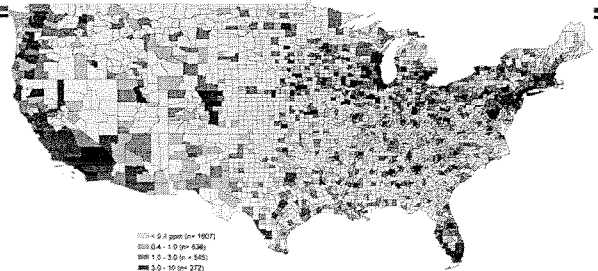 < 0.4 ppm (n= 1607)
0.4 - 1.0 (n= 636)
1.0 - 3.0 (n = 545)
3.0 - 10 (n= 272)